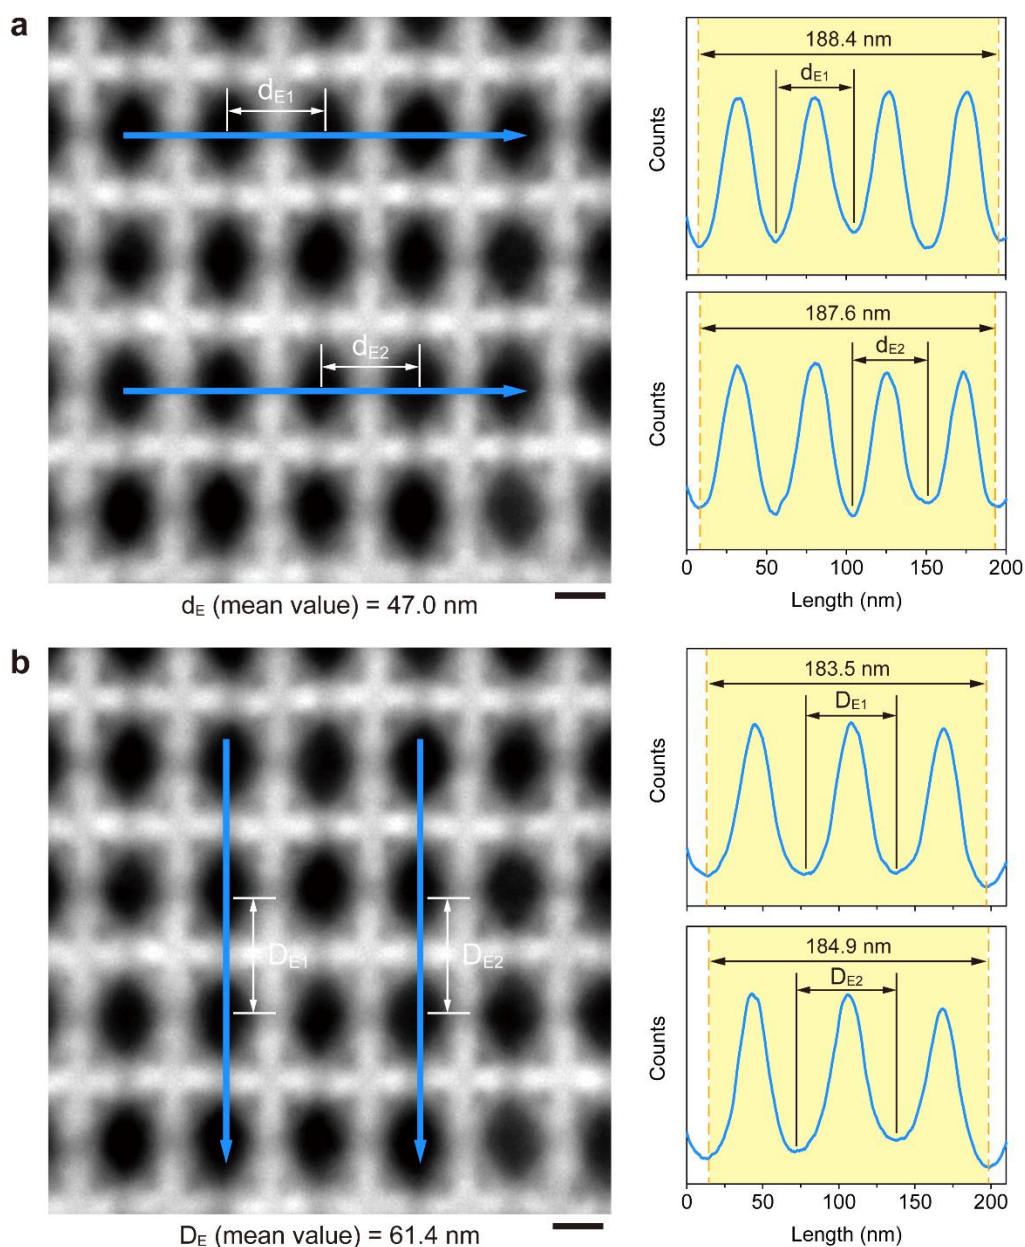 a
dE1
dE2
dE (mean value) = 47.0 nm
188.4 nm
dE1
Counts
187.6 nm
dE2
Counts
0 50 100 150 200
Length (nm)
b
DE1 DE2
DE (mean value) = 61.4 nm
183.5 nm
DE1
Counts
184.9 nm
DE2
Counts
0 50 100 150 200
Length (nm)